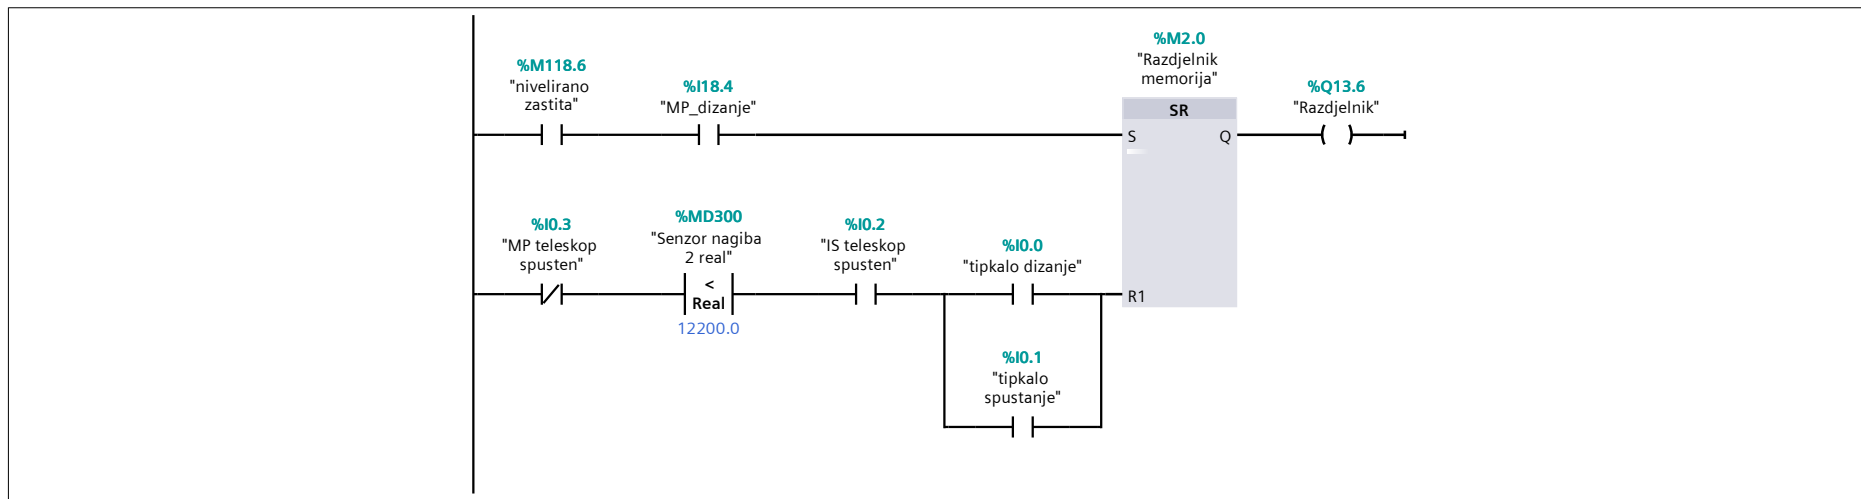 %M2.0
"Razdjelnik
memorija"
%M118.6
"nivelirano
zastita"
%I18.4
"MP_dizanje"
%Q13.6
"Razdjelnik"
SR
S
Q
%I0.3
"MP teleskop
spusten"
%MD300
"Senzor nagiba
2 real"
<
Real
12200.0
%I0.2
"IS teleskop
spusten"
%I0.0
"tipkalo dizanje"
R1
%I0.1
"tipkalo
spustanje"